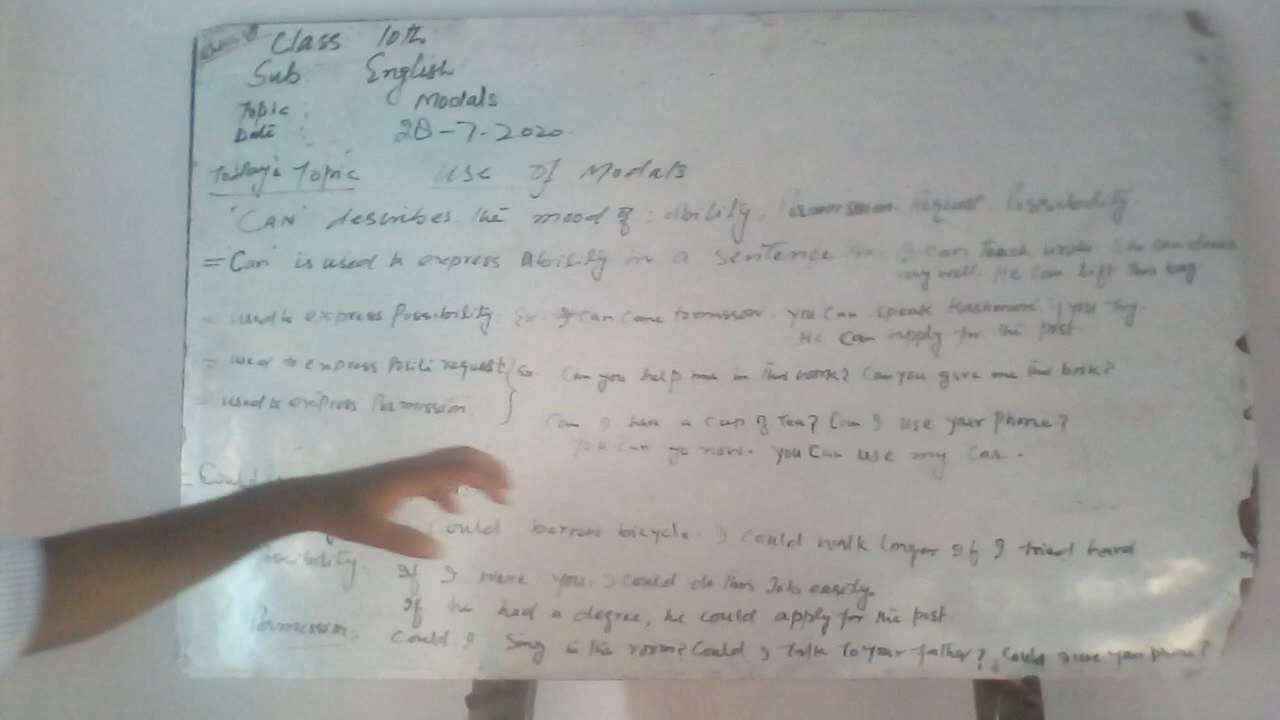 Class 10th
Sub English
Topic : Modals
Date : 28-7-2020
Today's Topic Use of Modals
'CAN' describes the mood of : ability, Permission. Request. Possibility
= Can is used to express Ability in a sentence I can Teach She can
very well. He can lift this bag
= used to express Possibility. Ex. I can come tomorrow. you can speak Kashmiri if you try.
He can apply for the post
= used to express Polite request
Can you help me in this work? Can you give me this book?
= used to express Permission.
Can I have a cup of Tea? Can I use your Phone?
You can go now. you can use my car.
= Could
could borrow bicycle. I could walk longer If I tried hard
If I were you, I could do this Job easily.
If he had a degree, he could apply for the post
Permission: Could I sing in this room? Could I talk to your father? Could I use your phone?